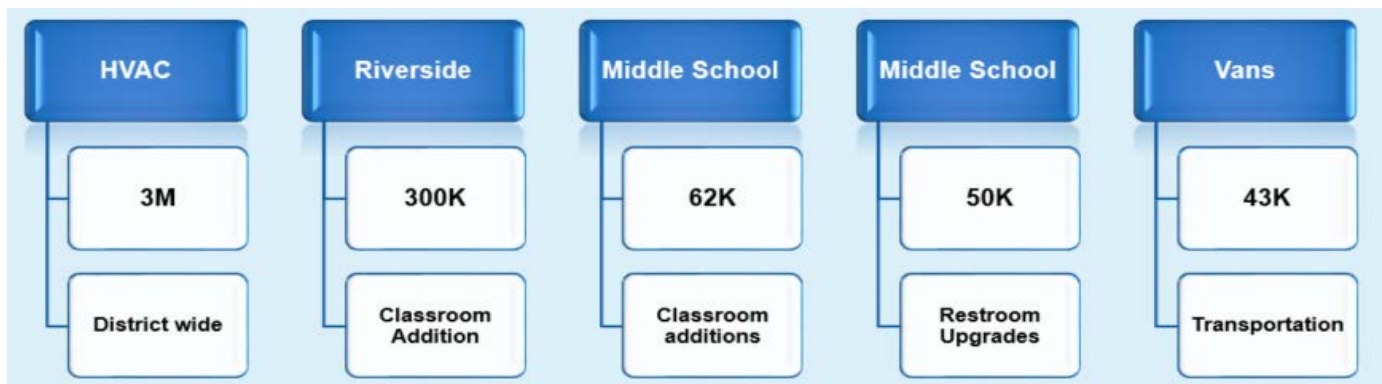 HVAC
3M
District wide
Riverside
300K
Classroom
Addition
Middle School
62K
Classroom
additions
Middle School
50K
Restroom
Upgrades
Vans
43K
Transportation